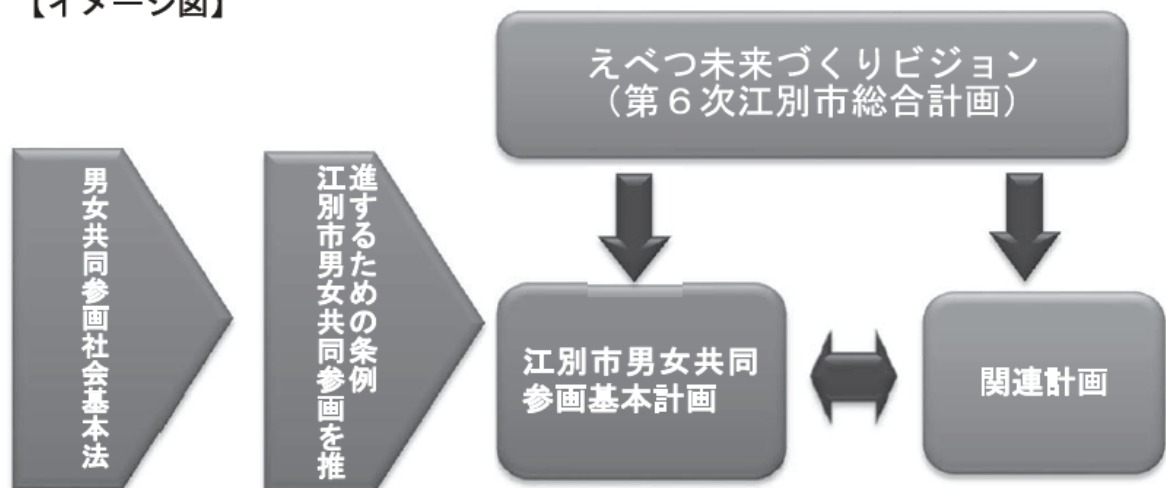 【イメージ図】
えべつ未来づくりビジョン
（第６次江別市総合計画）
男女共同参画社会基本法
江別市男女共同参画を推
進するための条例
江別市男女共同
参画基本計画
関連計画